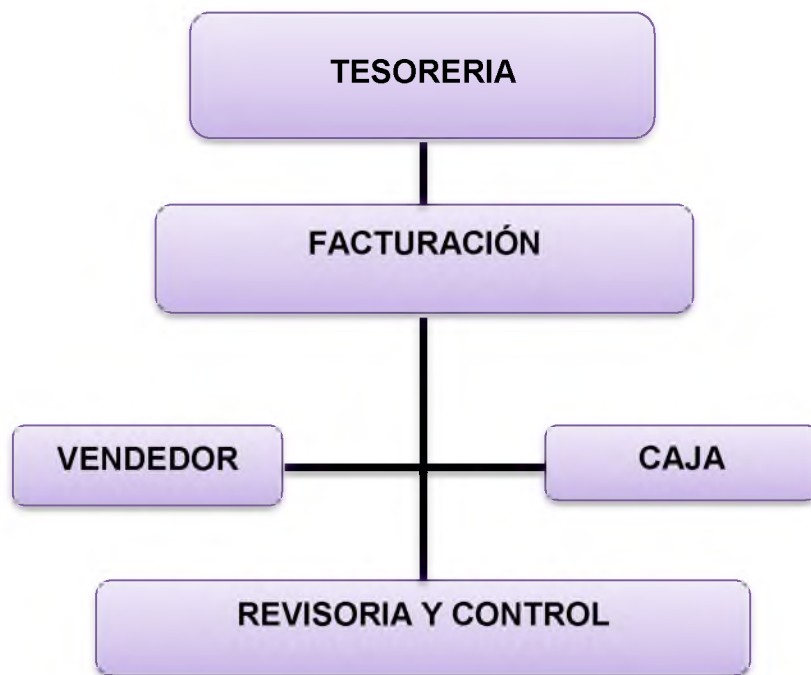 TESORERIA
FACTURACIÓN
VENDEDOR
CAJA
REVISORIA Y CONTROL